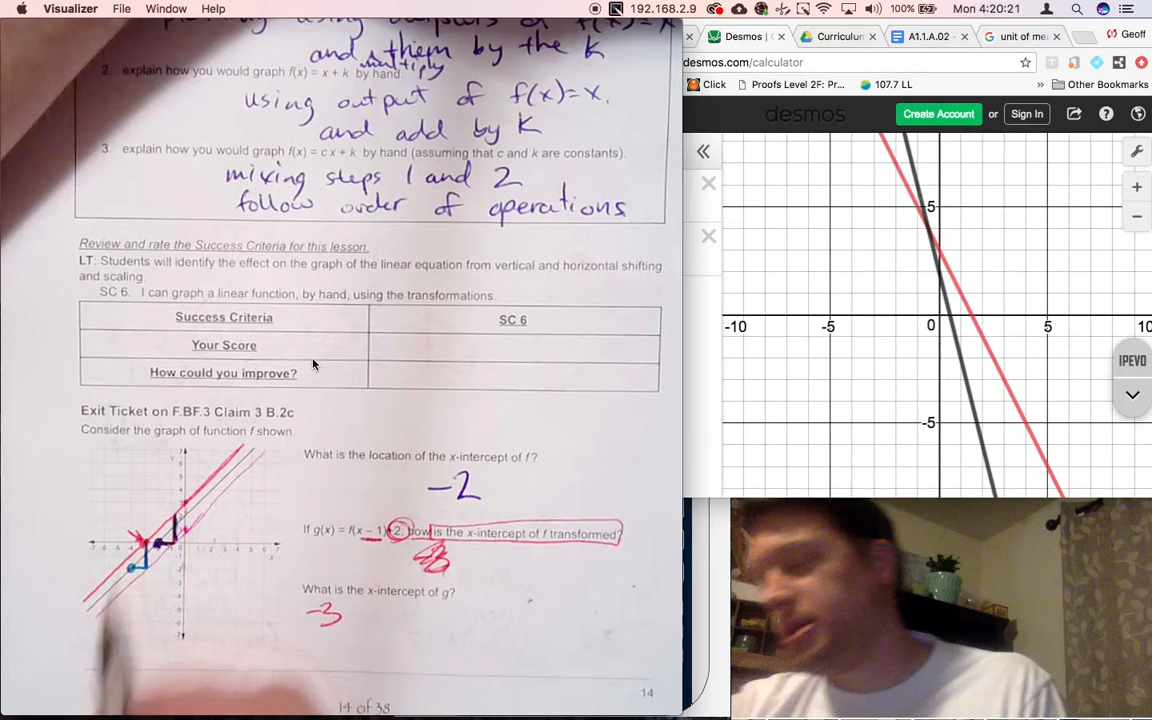 Visualizer File Edit Window Help
192.168.2.9 100% Mon 4:20:21 Geoff
using outputs of f(x) = x
and multiply them by the k
2. explain how you would graph f(x) = x + k by hand.
using output of f(x)=x.
and add by K
3. explain how you would graph f(x) = cx + k by hand (assuming that c and k are constants).
mixing steps 1 and 2
follow order of operations
Review and rate the Success Criteria for this lesson.
LT: Students will identify the effect on the graph of the linear equation from vertical and horizontal shifting
and scaling.
SC 6. I can graph a linear function, by hand, using the transformations.
Success Criteria SC 6
Your Score
How could you improve?
Exit Ticket on F.BF.3 Claim 3 B.2c
Consider the graph of function f shown.
What is the location of the x-intercept of f?
-2
If g(x) = f(x – 1)+2, how is the x-intercept of f transformed?
What is the x-intercept of g?
-3
14
14 of 38
Desmos | C Curriculum A1.1.A.02 - unit of mea Geoff
desmos.com/calculator
Click Proofs Level 2F: Pr... 107.7 LL Other Bookmarks
desmos Create Account or Sign In
5
-10 -5 0 5 10
-5
IPEVO